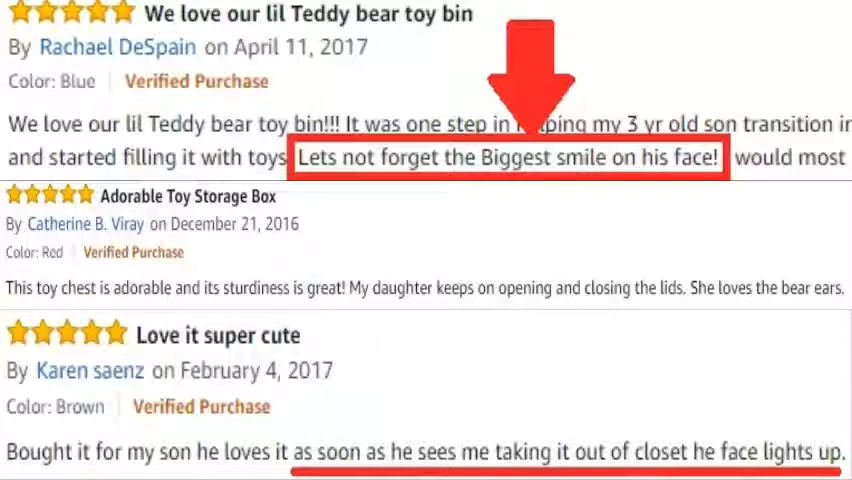 We love our lil Teddy bear toy bin
By Rachael DeSpain on April 11, 2017
Color: Blue Verified Purchase
We love our lil Teddy bear toy bin!!! It was one step in my 3 yr old son transition
and started filling it with toys Lets not forget the Biggest smile on his face! would most
Adorable Toy Storage Box
By Catherine B. Viray on December 21, 2016
Color: Red Verified Purchase
This toy chest is adorable and its sturdiness is great! My daughter keeps on opening and closing the lids. She loves the bear ears.
Love it super cute
By Karen saenz on February 4, 2017
Color: Brown Verified Purchase
Bought it for my son he loves it as soon as he sees me taking it out of closet he face lights up.